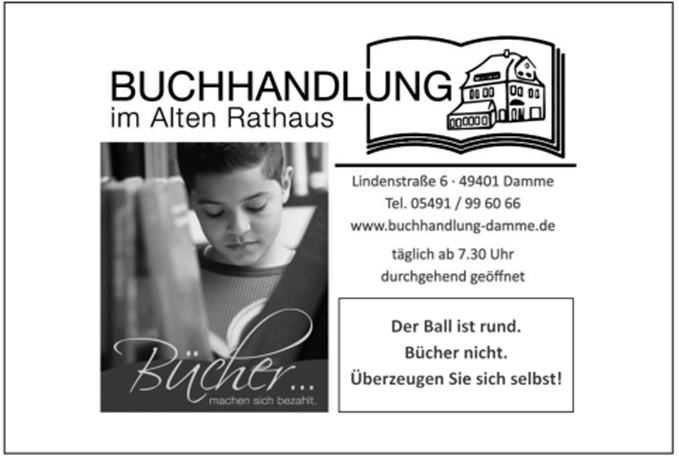 BUCHHANDLUNG
im Alten Rathaus
Lindenstraße 6 · 49401 Damme
Tel. 05491 / 99 60 66
www.buchhandlung-damme.de
täglich ab 7.30 Uhr
durchgehend geöffnet
Bücher...
machen sich bezahlt.
Der Ball ist rund.
Bücher nicht.
Überzeugen Sie sich selbst!